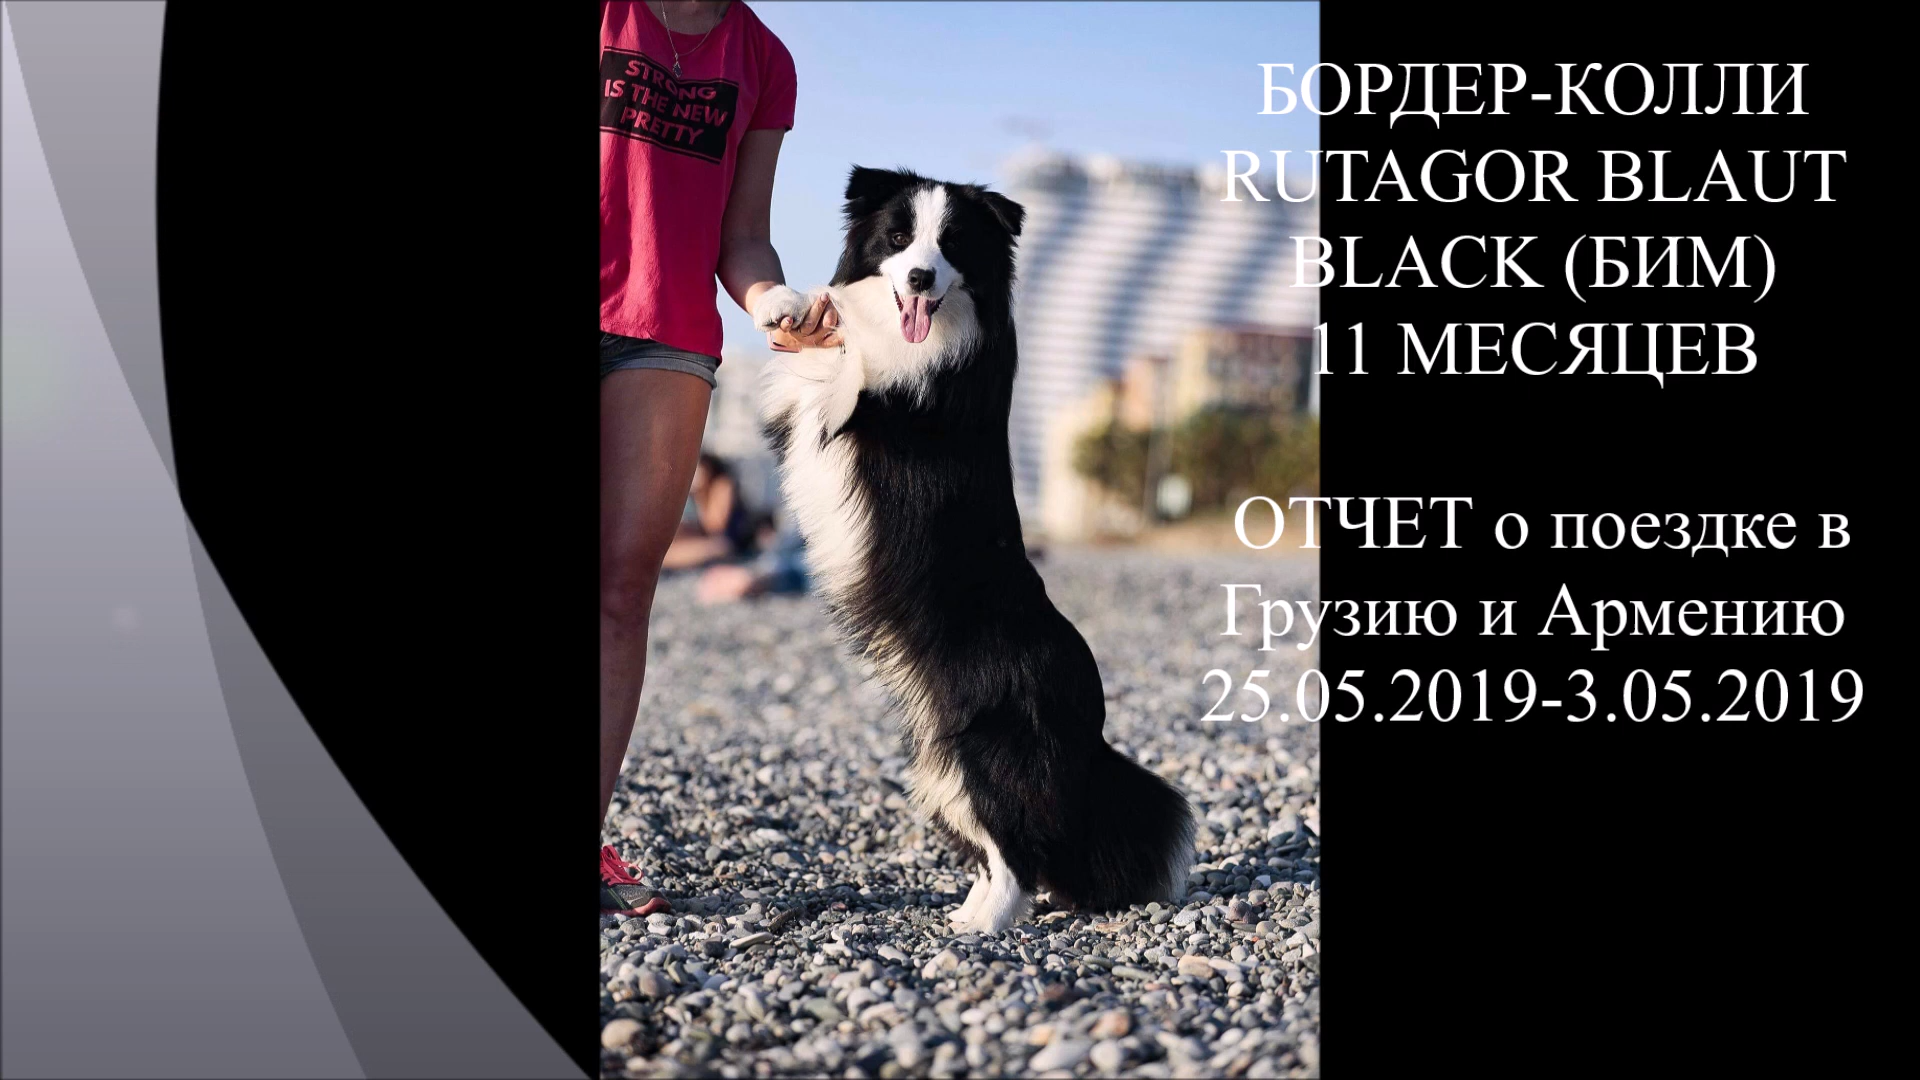 STRONG
IS THE NEW
PRETTY
БОРДЕР-КОЛЛИ
RUTAGOR BLAUT
BLACK (БИМ)
11 МЕСЯЦЕВ
ОТЧЕТ о поездке в
Грузию и Армению
25.05.2019-3.05.2019